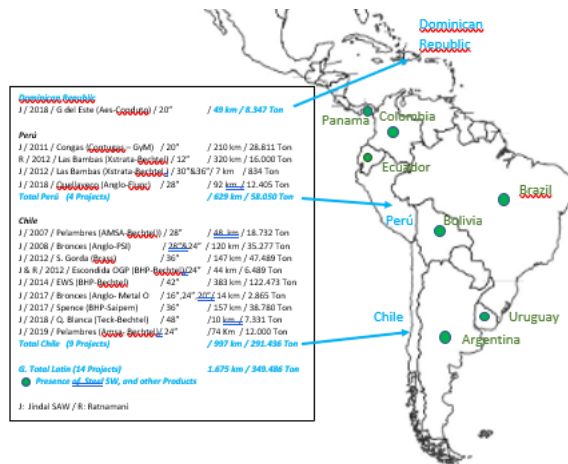 Dominican Republic
J / 2018 / G del Este (Aes-Conduto) / 20" / 49 km / 8.347 Ton
Perú
J / 2011 / Congas (Contugas – GyM) / 20" / 210 km / 28.811 Ton
R / 2012 / Las Bambas (Xstrata-Bechtel) / 12" / 320 km / 16.000 Ton
J / 2012 / Las Bambas (Xstrata-Bechtel) / 30"&36"/ 7 km / 834 Ton
J / 2018 / Quellaveco (Anglo-Fluor) / 28" / 92 km / 12.405 Ton
Total Perú (4 Projects) / 629 km / 58.050 Ton
Chile
J / 2007 / Pelambres (AMSA-Bechtel)) / 28" / 48 km / 18.732 Ton
J / 2008 / Bronces (Anglo-PSI) / 28"&24" / 120 km / 35.277 Ton
J / 2012 / S. Gorda (Brass) / 36" / 147 km / 47.489 Ton
J & R / 2012 / Escondida OGP (BHP-Bechtel)/24" / 44 km / 6.489 Ton
J / 2014 / EWS (BHP-Bechtel) / 42" / 383 km / 122.473 Ton
J / 2017 / Bronces (Anglo- Metal O / 16",24",20"/ 14 km / 2.865 Ton
J / 2017 / Spence (BHP-Saipem) / 36" / 157 km / 38.780 Ton
J / 2018 / Q. Blanca (Teck-Bechtel) / 48" /10 km / 7.331 Ton
J / 2019 / Pelambres (Amsa-Bechtel)/ 24" /74 Km / 12.000 Ton
Total Chile (9 Projects) / 997 km / 291.436 Ton
G. Total Latin (14 Projects) 1.675 km / 349.486 Ton
Presence of Steel SW, and other Products
J: Jindal SAW / R: Ratnamani
Dominican
Republic
Panama
Colombia
Ecuador
Brazil
Perú
Bolivia
Chile
Uruguay
Argentina